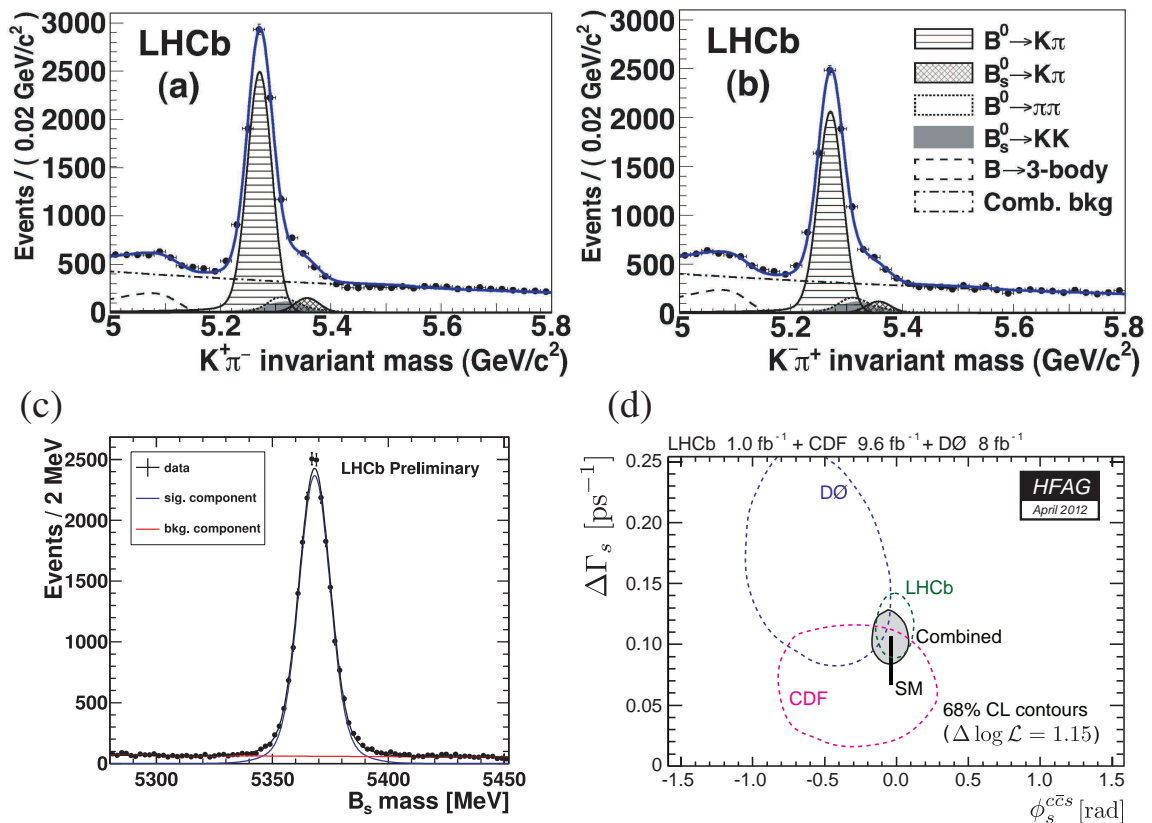 LHCb
(a)
Events / ( 0.02 GeV/c²)
3000
2500
2000
1500
1000
500
0
5
5.2
5.4
5.6
5.8
K⁺π⁻ invariant mass (GeV/c²)
LHCb
(b)
Events / ( 0.02 GeV/c²)
3000
2500
2000
1500
1000
500
0
5
5.2
5.4
5.6
5.8
K⁻π⁺ invariant mass (GeV/c²)
B⁰→Kπ
B⁰ₛ→Kπ
B⁰→ππ
B⁰ₛ→KK
B→3-body
Comb. bkg
(c)
Events / 2 MeV
2500
2000
1500
1000
500
0
data
sig. component
bkg. component
LHCb Preliminary
5300
5350
5400
5450
Bₛ mass [MeV]
(d)
LHCb 1.0 fb⁻¹ + CDF 9.6 fb⁻¹ + DØ 8 fb⁻¹
ΔΓₛ [ps⁻¹]
0.25
0.20
0.15
0.10
0.05
0
HFAG
April 2012
DØ
LHCb
Combined
CDF
SM
68% CL contours
(Δ log ℒ = 1.15)
-1.5
-1.0
-0.5
0.0
0.5
1.0
1.5
ϕₛ^{cc̄s} [rad]